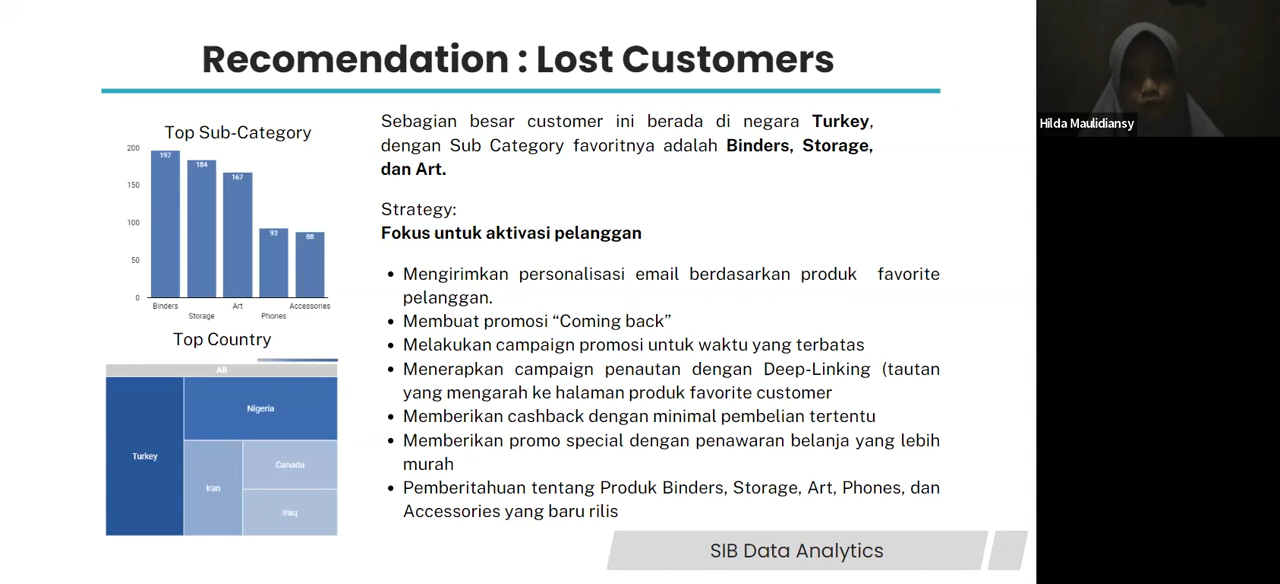 Recomendation : Lost Customers
Top Sub-Category
200
150
100
50
0
197
184
167
93
88
Binders
Storage
Art
Phones
Accessories
Top Country
All
Turkey
Nigeria
Iran
Canada
Iraq
Sebagian besar customer ini berada di negara Turkey,
dengan Sub Category favoritnya adalah Binders, Storage,
dan Art.
Strategy:
Fokus untuk aktivasi pelanggan
• Mengirimkan personalisasi email berdasarkan produk favorite
pelanggan.
• Membuat promosi “Coming back”
• Melakukan campaign promosi untuk waktu yang terbatas
• Menerapkan campaign penautan dengan Deep-Linking (tautan
yang mengarah ke halaman produk favorite customer
• Memberikan cashback dengan minimal pembelian tertentu
• Memberikan promo special dengan penawaran belanja yang lebih
murah
• Pemberitahuan tentang Produk Binders, Storage, Art, Phones, dan
Accessories yang baru rilis
SIB Data Analytics
Hilda Maulidiansy